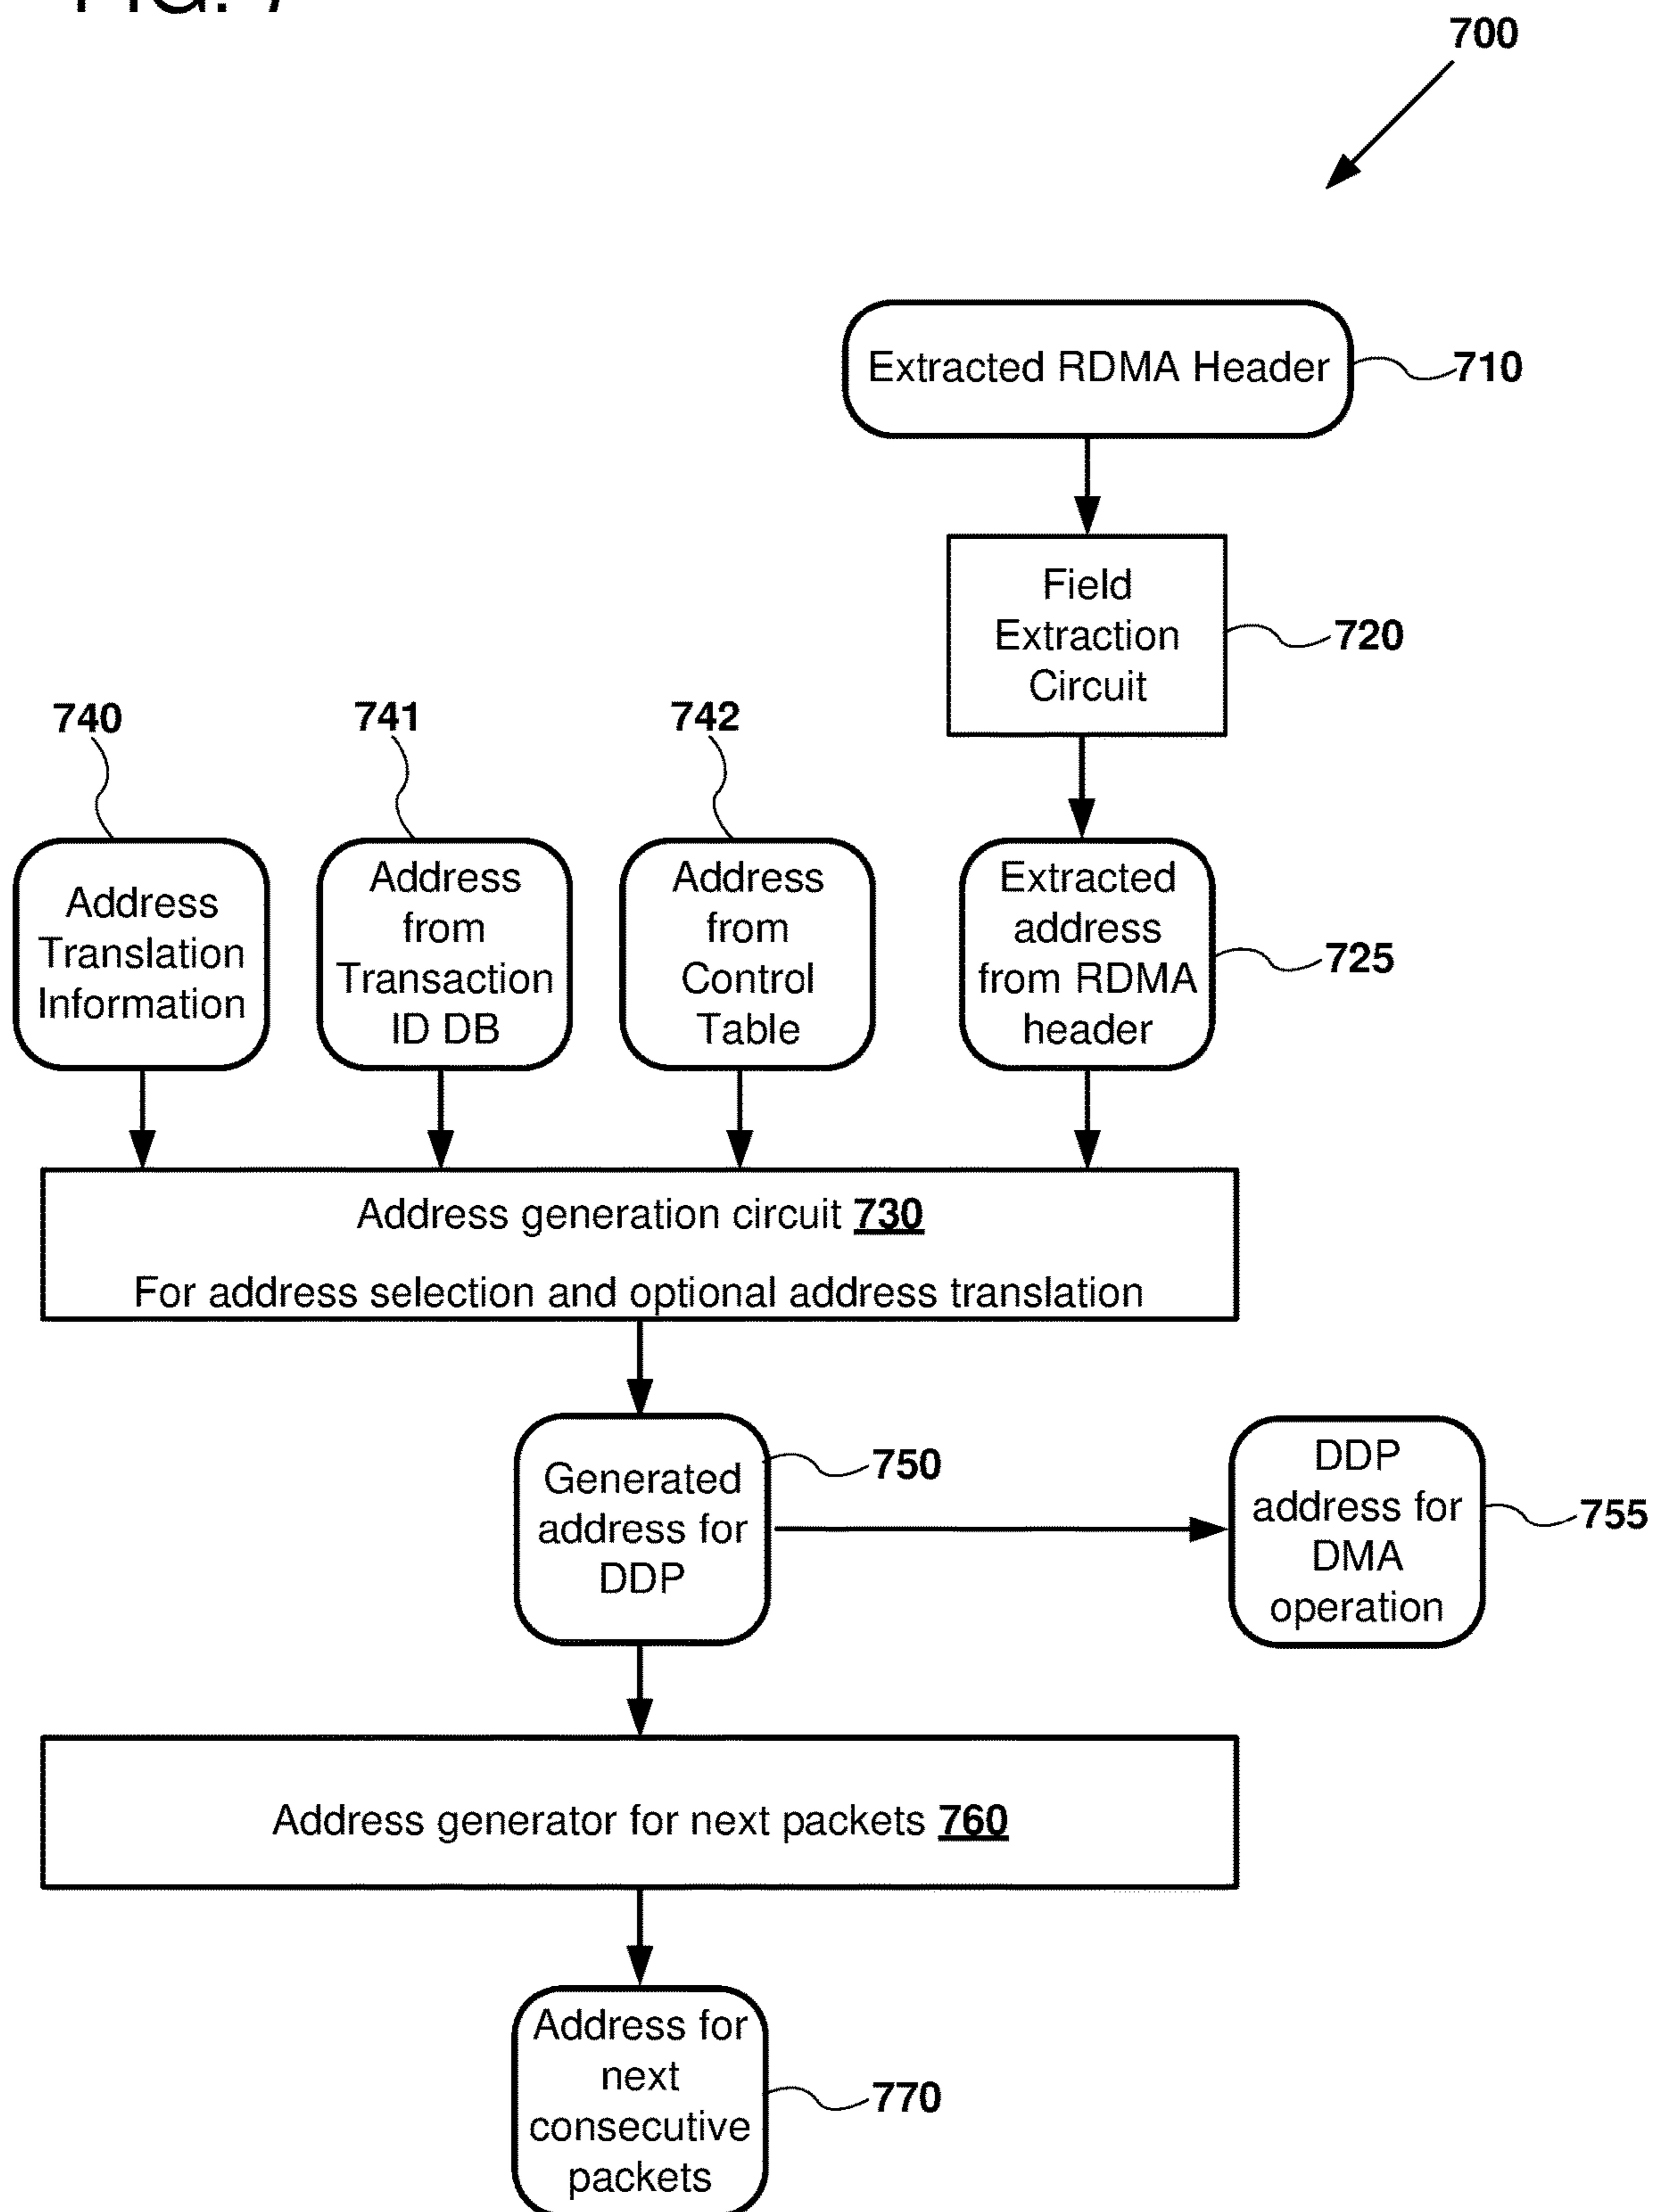 FIG. 7
700
Extracted RDMA Header
710
Field
Extraction
Circuit
720
740
741
742
Address
Translation
Information
Address
from
Transaction
ID DB
Address
from
Control
Table
Extracted
address
from RDMA
header
725
Address generation circuit 730
For address selection and optional address translation
Generated
address for
DDP
750
DDP
address for
DMA
operation
755
Address generator for next packets 760
Address for
next
consecutive
packets
770